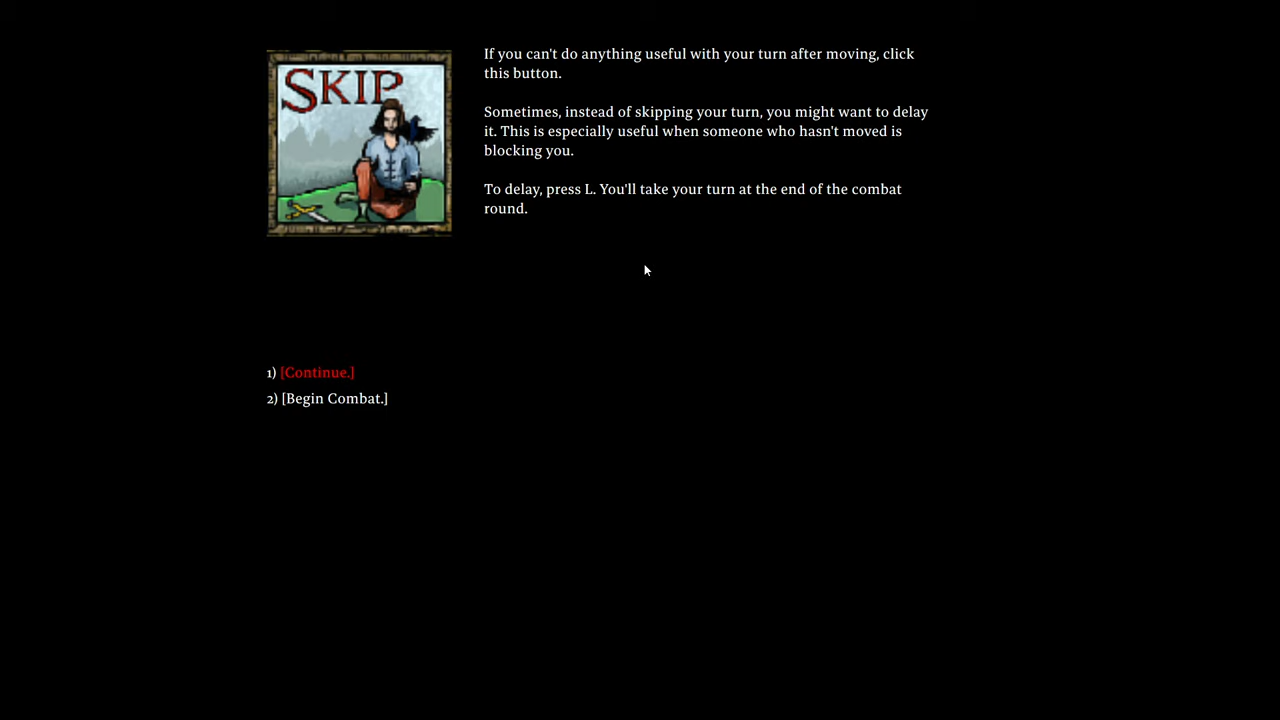 SKIP
If you can't do anything useful with your turn after moving, click
this button.
Sometimes, instead of skipping your turn, you might want to delay
it. This is especially useful when someone who hasn't moved is
blocking you.
To delay, press L. You'll take your turn at the end of the combat
round.
1) [Continue.]
2) [Begin Combat.]